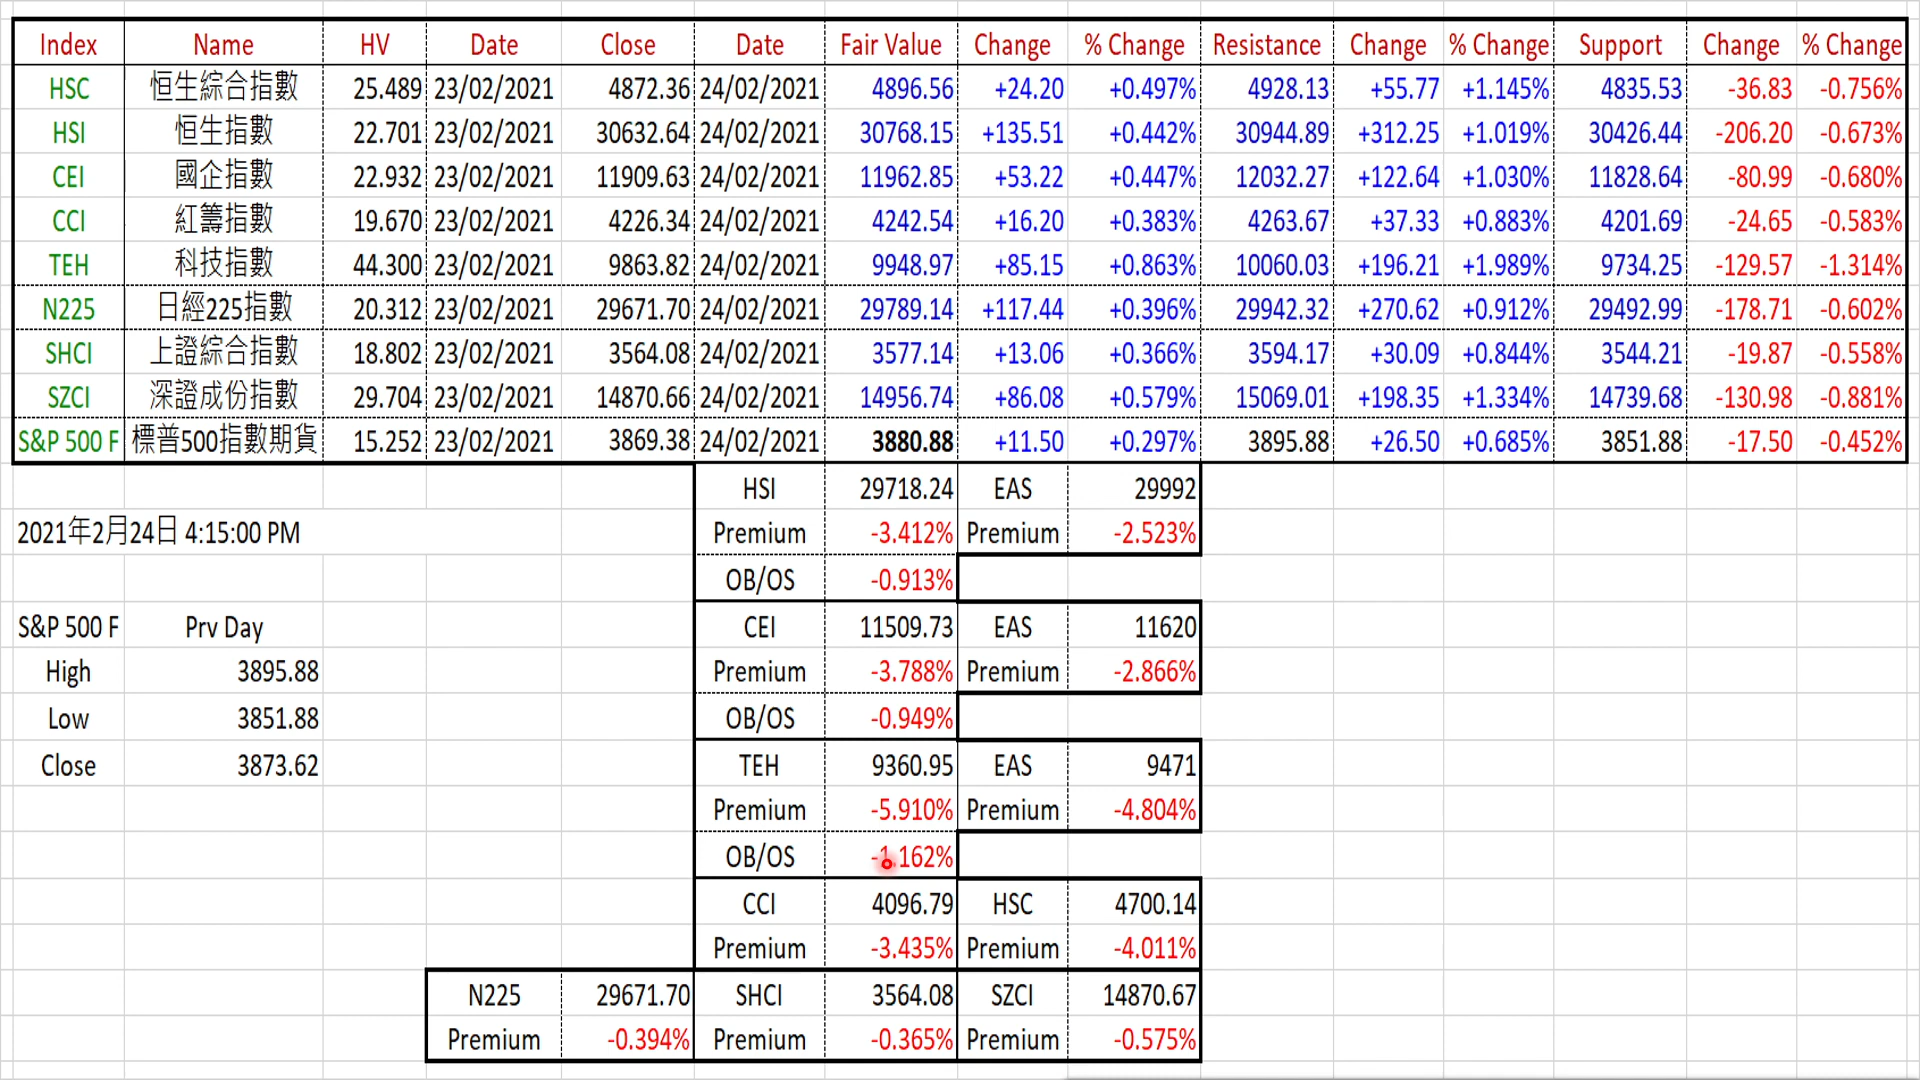 Index Name HV Date Close Date Fair Value Change % Change Resistance Change % Change Support Change % Change
HSC 恒生綜合指數 25.489 23/02/2021 4872.36 24/02/2021 4896.56 +24.20 +0.497% 4928.13 +55.77 +1.145% 4835.53 -36.83 -0.756%
HSI 恒生指數 22.701 23/02/2021 30632.64 24/02/2021 30768.15 +135.51 +0.442% 30944.89 +312.25 +1.019% 30426.44 -206.20 -0.673%
CEI 國企指數 22.932 23/02/2021 11909.63 24/02/2021 11962.85 +53.22 +0.447% 12032.27 +122.64 +1.030% 11828.64 -80.99 -0.680%
CCI 紅籌指數 19.670 23/02/2021 4226.34 24/02/2021 4242.54 +16.20 +0.383% 4263.67 +37.33 +0.883% 4201.69 -24.65 -0.583%
TEH 科技指數 44.300 23/02/2021 9863.82 24/02/2021 9948.97 +85.15 +0.863% 10060.03 +196.21 +1.989% 9734.25 -129.57 -1.314%
N225 日經225指數 20.312 23/02/2021 29671.70 24/02/2021 29789.14 +117.44 +0.396% 29942.32 +270.62 +0.912% 29492.99 -178.71 -0.602%
SHCI 上證綜合指數 18.802 23/02/2021 3564.08 24/02/2021 3577.14 +13.06 +0.366% 3594.17 +30.09 +0.844% 3544.21 -19.87 -0.558%
SZCI 深證成份指數 29.704 23/02/2021 14870.66 24/02/2021 14956.74 +86.08 +0.579% 15069.01 +198.35 +1.334% 14739.68 -130.98 -0.881%
S&P 500 F 標普500指數期貨 15.252 23/02/2021 3869.38 24/02/2021 3880.88 +11.50 +0.297% 3895.88 +26.50 +0.685% 3851.88 -17.50 -0.452%
HSI 29718.24 EAS 29992
2021年2月24日 4:15:00 PM Premium -3.412% Premium -2.523%
OB/OS -0.913%
S&P 500 F Prv Day CEI 11509.73 EAS 11620
High 3895.88 Premium -3.788% Premium -2.866%
Low 3851.88 OB/OS -0.949%
Close 3873.62 TEH 9360.95 EAS 9471
Premium -5.910% Premium -4.804%
OB/OS -1.162%
CCI 4096.79 HSC 4700.14
Premium -3.435% Premium -4.011%
N225 29671.70 SHCI 3564.08 SZCI 14870.67
Premium -0.394% Premium -0.365% Premium -0.575%